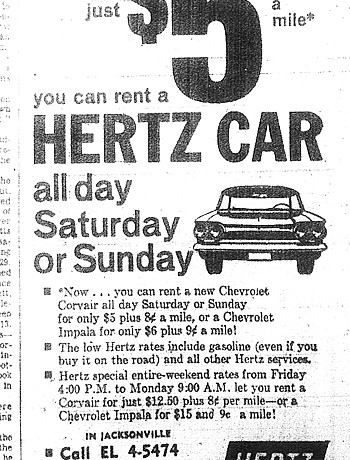 just $5 a
mile*
you can rent a
HERTZ CAR
all day
Saturday
or Sunday
*Now . . . you can rent a new Chevrolet
Corvair all day Saturday or Sunday
for only $5 plus 8¢ a mile, or a Chevrolet
Impala for only $6 plus 9¢ a mile!
The low Hertz rates include gasoline (even if you
buy it on the road) and all other Hertz services.
Hertz special entire-weekend rates from Friday
4:00 P.M. to Monday 9:00 A.M. let you rent a
Corvair for just $12.50 plus 8¢ per mile—or a
Chevrolet Impala for $15 and 9¢ a mile!
IN JACKSONVILLE
Call EL 4-5474
HERTZ